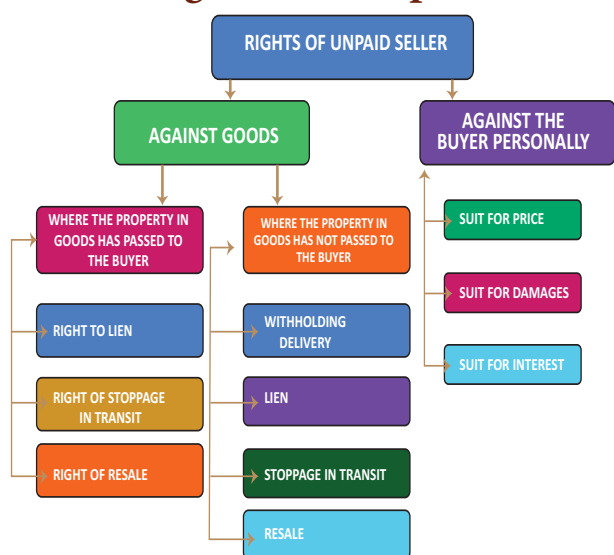 RIGHTS OF UNPAID SELLER
AGAINST GOODS
AGAINST THE
BUYER PERSONALLY
WHERE THE PROPERTY IN
GOODS HAS PASSED TO
THE BUYER
WHERE THE PROPERTY IN
GOODS HAS NOT PASSED TO
THE BUYER
SUIT FOR PRICE
SUIT FOR DAMAGES
SUIT FOR INTEREST
RIGHT TO LIEN
RIGHT OF STOPPAGE
IN TRANSIT
RIGHT OF RESALE
WITHHOLDING
DELIVERY
LIEN
STOPPAGE IN TRANSIT
RESALE